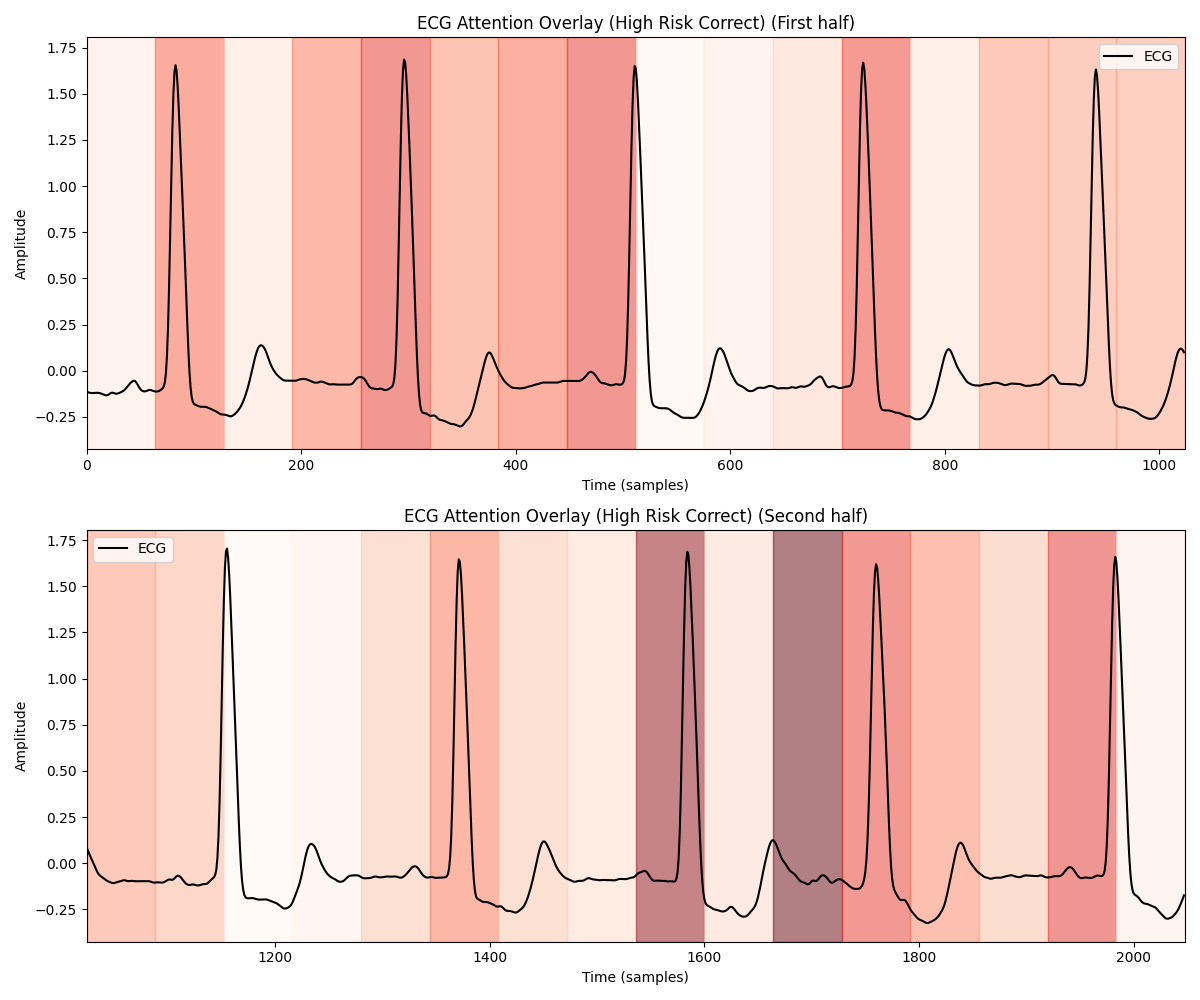 ECG Attention Overlay (High Risk Correct) (First half)
1.75
1.50
1.25
1.00
0.75
0.50
0.25
0.00
−0.25
Amplitude
ECG
0 200 400 600 800 1000
Time (samples)
ECG Attention Overlay (High Risk Correct) (Second half)
1.75
1.50
1.25
1.00
0.75
0.50
0.25
0.00
−0.25
Amplitude
ECG
1200 1400 1600 1800 2000
Time (samples)